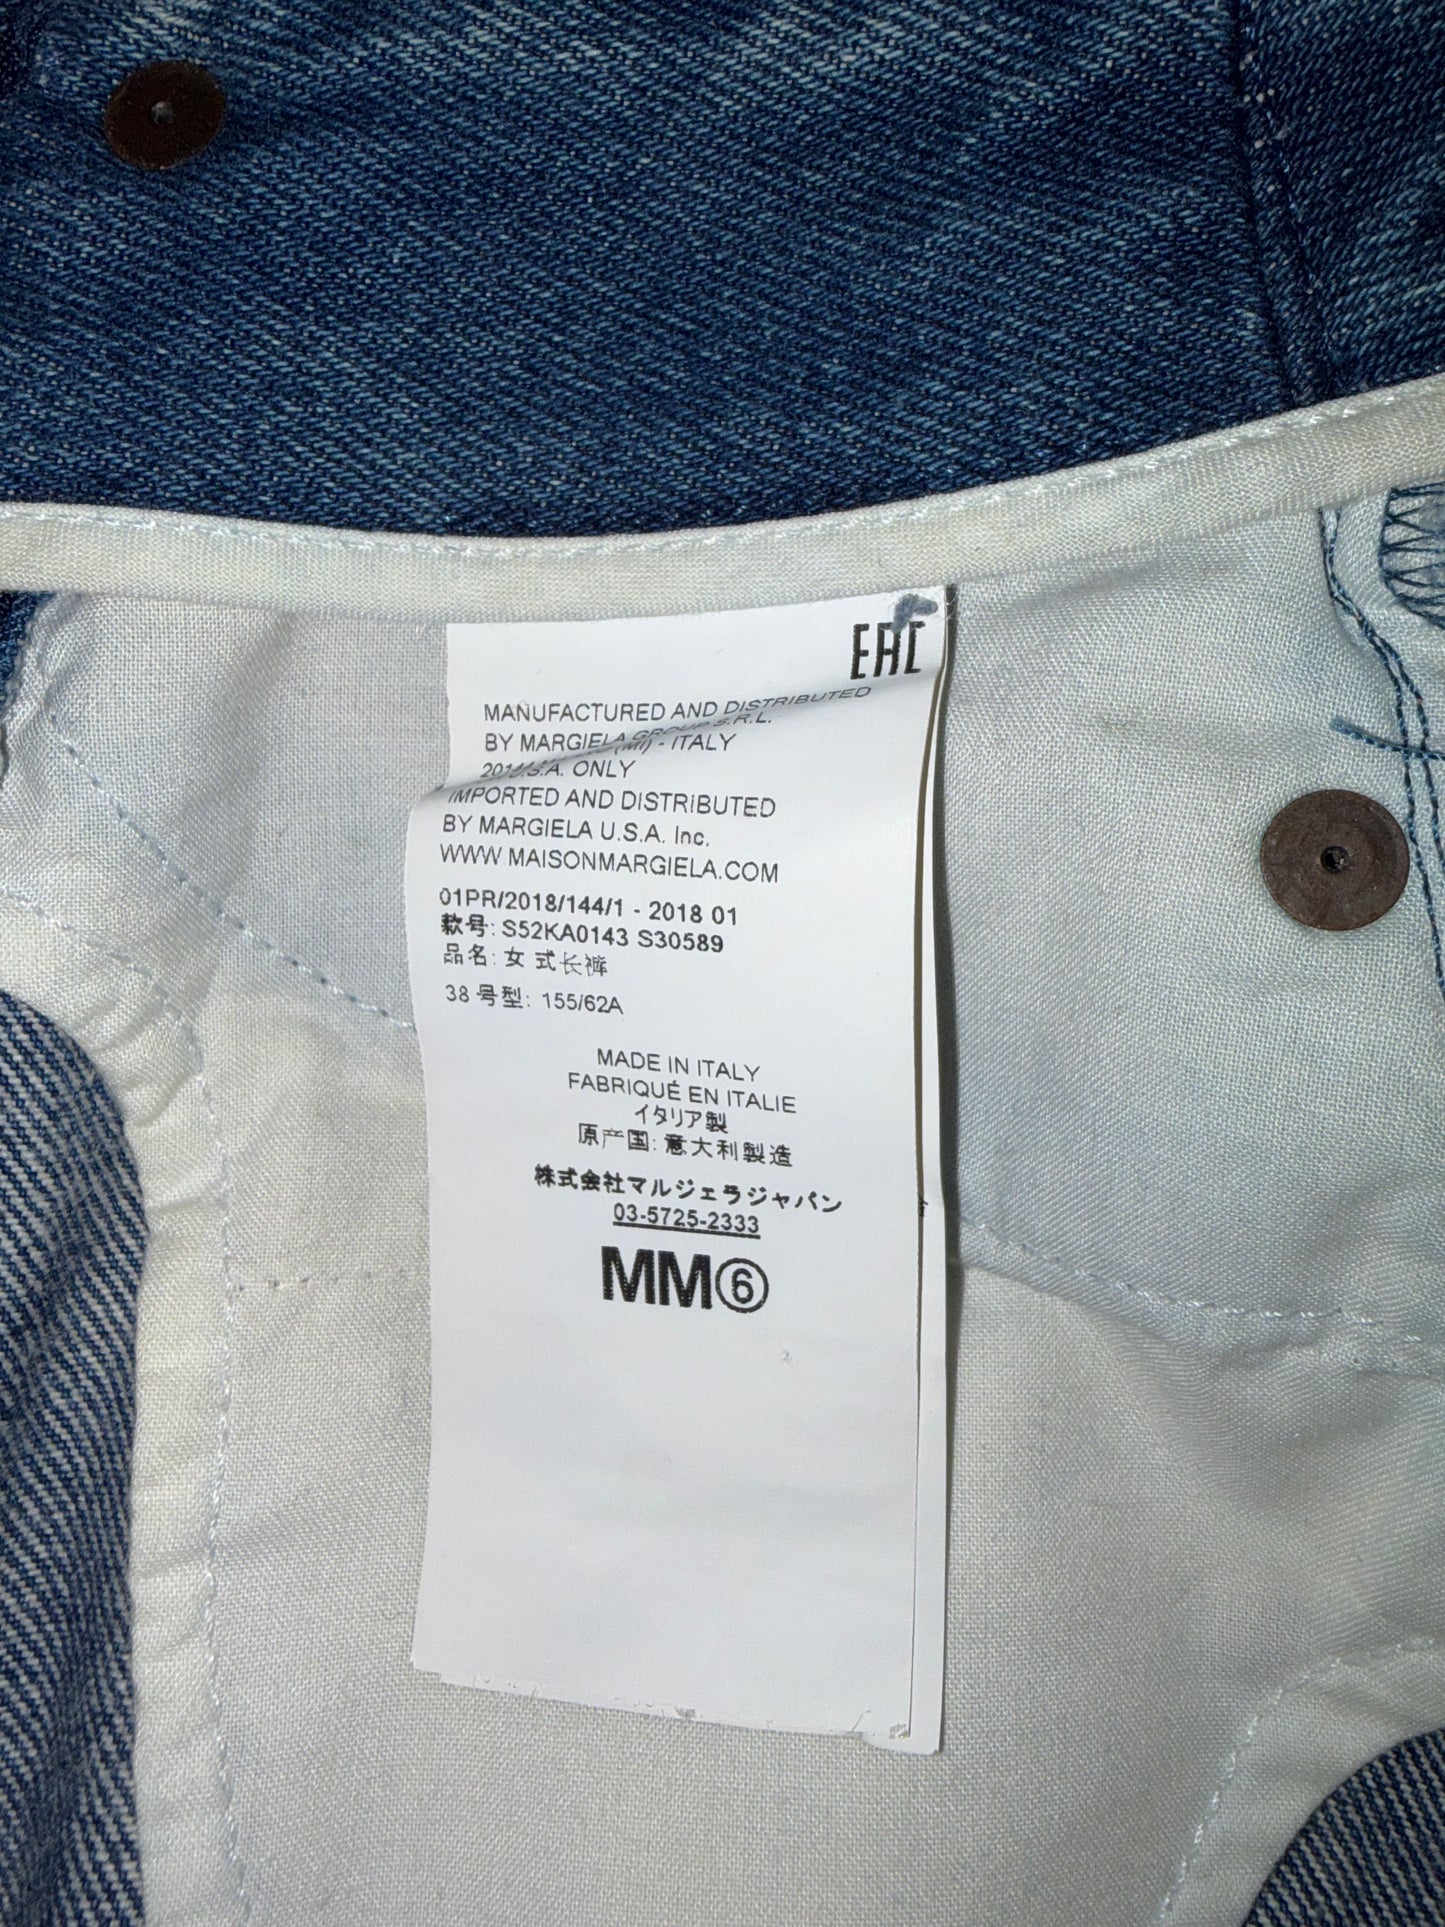 EAC
MANUFACTURED AND DISTRIBUTED
BY MARGIELA GROUP S.R.L.
(MI) - ITALY
U.S.A. ONLY
IMPORTED AND DISTRIBUTED
BY MARGIELA U.S.A. Inc.
WWW.MAISONMARGIELA.COM
01PR/2018/144/1 - 2018 01
款号: S52KA0143 S30589
品名: 女 式长裤
38 号型: 155/62A
MADE IN ITALY
FABRIQUÉ EN ITALIE
イタリア製
原产国: 意大利製造
株式会社マルジェラジャパン
03-5725-2333
MM⑥